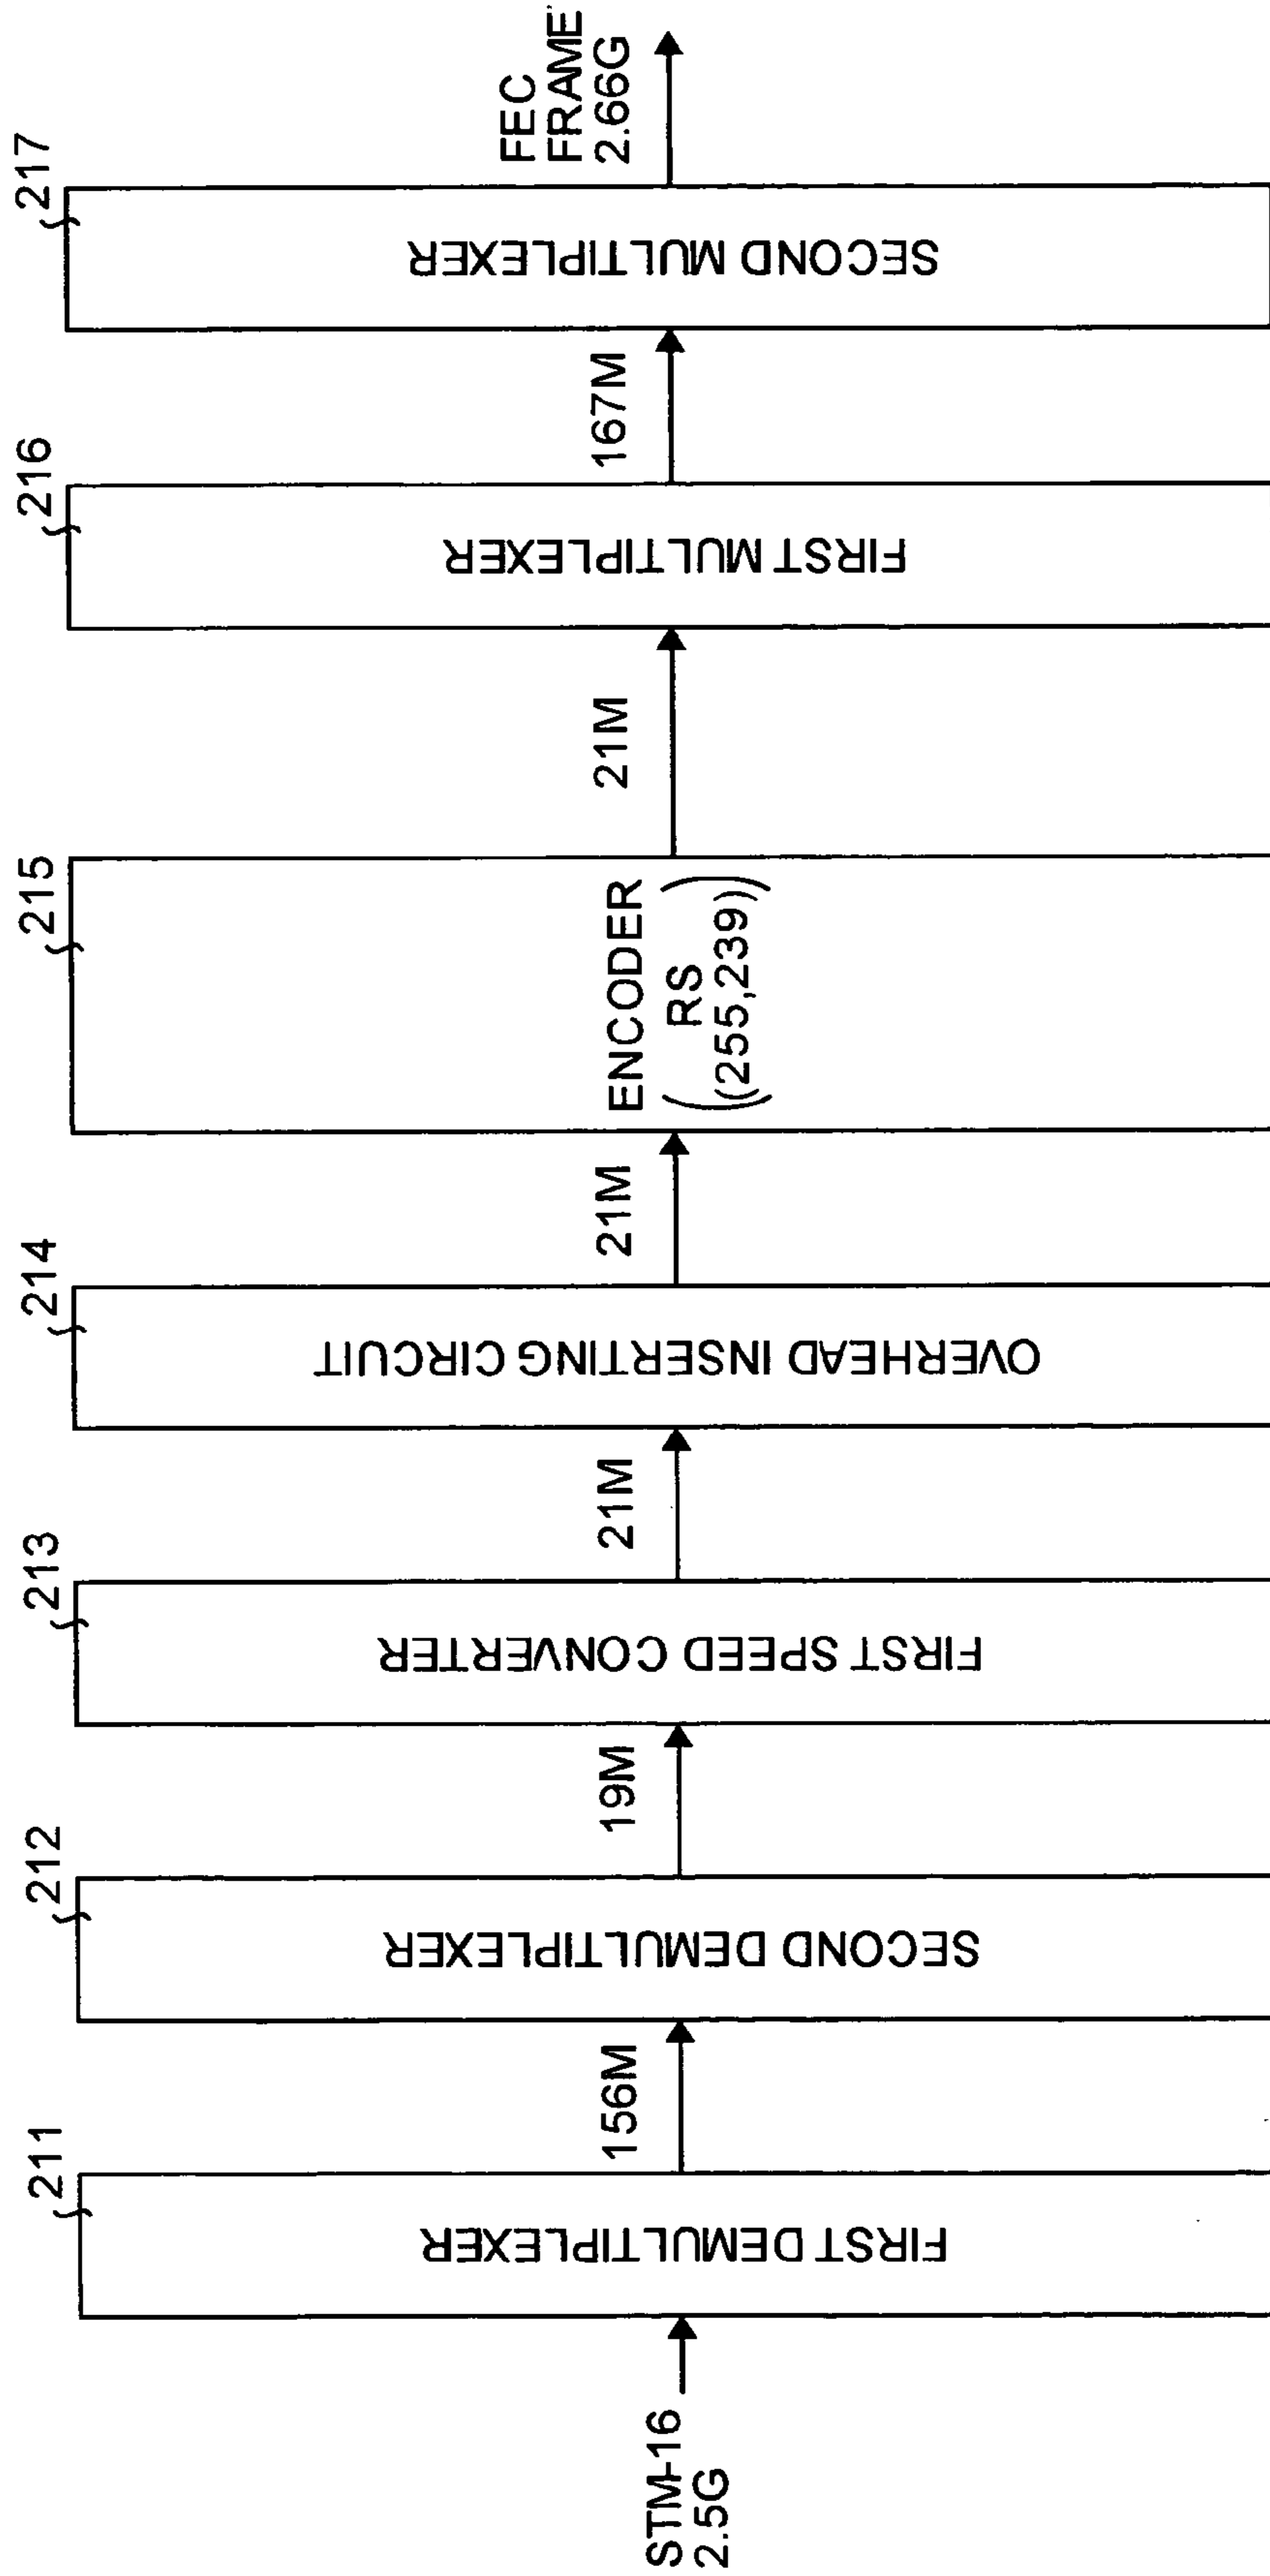 STM-16
2.5G
211
FIRST DEMULTIPLEXER
156M
212
SECOND DEMULTIPLEXER
19M
213
FIRST SPEED CONVERTER
21M
214
OVERHEAD INSERTING CIRCUIT
21M
215
ENCODER
( RS
(255,239) )
21M
216
FIRST MULTIPLEXER
167M
217
SECOND MULTIPLEXER
FEC
FRAME
2.66G